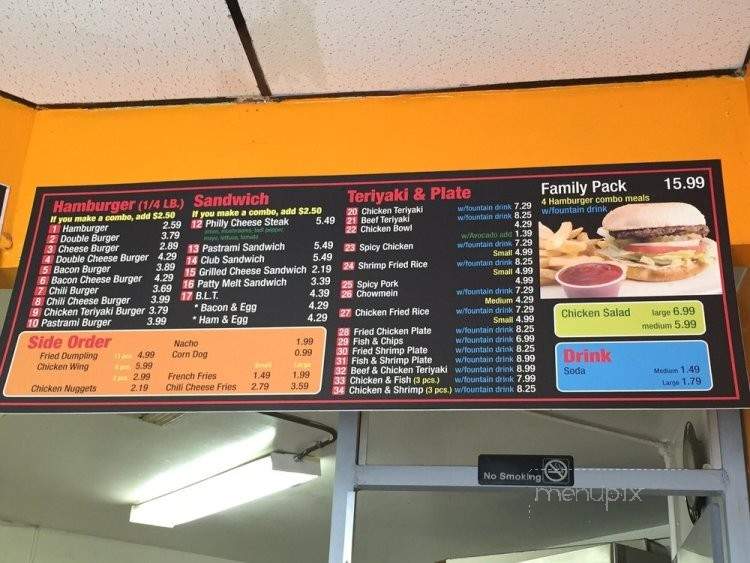 Hamburger (1/4 LB.)
If you make a combo, add $2.50
1 Hamburger 2.59
2 Double Burger 3.79
3 Cheese Burger 2.89
4 Double Cheese Burger 4.29
5 Bacon Burger 3.89
6 Bacon Cheese Burger 4.29
7 Chili Burger 3.69
8 Chili Cheese Burger 3.99
9 Chicken Teriyaki Burger 3.79
10 Pastrami Burger 3.99
Sandwich
If you make a combo, add $2.50
12 Philly Cheese Steak 5.49
onion, mushrooms, bell pepper,
mayo, lettuce, tomato
13 Pastrami Sandwich 5.49
14 Club Sandwich 5.49
15 Grilled Cheese Sandwich 2.19
16 Patty Melt Sandwich 3.39
17 B.L.T. 4.39
* Bacon & Egg 4.29
* Ham & Egg 4.29
Side Order
Fried Dumpling 11 pcs 4.99
Chicken Wing 5.99
2.99
Chicken Nuggets 2.19
Nacho 1.99
Corn Dog 0.99
Small Large
French Fries 1.49 1.99
Chili Cheese Fries 2.79 3.59
Teriyaki & Plate
20 Chicken Teriyaki w/fountain drink 7.29
21 Beef Teriyaki w/fountain drink 8.25
22 Chicken Bowl 4.29
w/Avocado add 1.39
23 Spicy Chicken w/fountain drink 7.29
Small 4.99
24 Shrimp Fried Rice w/fountain drink 8.25
Small 4.99
25 Spicy Pork 4.99
26 Chowmein w/fountain drink 7.29
Medium 4.29
27 Chicken Fried Rice w/fountain drink 7.29
Small 4.99
28 Fried Chicken Plate w/fountain drink 8.25
29 Fish & Chips w/fountain drink 6.99
30 Fried Shrimp Plate w/fountain drink 8.25
31 Fish & Shrimp Plate w/fountain drink 8.99
32 Beef & Chicken Teriyaki w/fountain drink 8.99
33 Chicken & Fish (3 pcs.) w/fountain drink 7.99
34 Chicken & Shrimp (3 pcs.) w/fountain drink 8.25
Family Pack 15.99
4 Hamburger combo meals
w/fountain drink
Chicken Salad large 6.99
medium 5.99
Drink
Soda Medium 1.49
Large 1.79
No Smoking
menupix